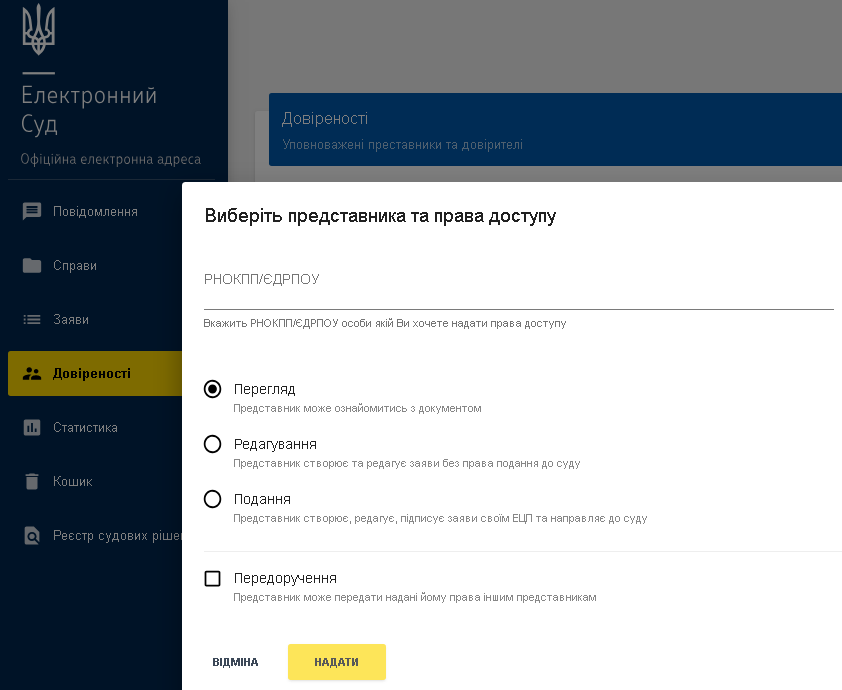 Електронний
Суд
Офіційна електронна адреса
Довіреності
Уповноважені преставники та довірителі
Повідомлення
Справи
Заяви
Довіреності
Статистика
Кошик
Реєстр судових рішен
Виберіть представника та права доступу
РНОКПП/ЄДРПОУ
Вкажить РНОКПП/ЄДРПОУ особи якій Ви хочете надати права доступу
Перегляд
Представник може ознайомитись з документом
Редагування
Представник створює та редагує заяви без права подання до суду
Подання
Представник створює, редагує, підписує заяви своїм ЕЦП та направляє до суду
Передоручення
Представник може передати надані йому права іншим представникам
ВІДМІНА
НАДАТИ